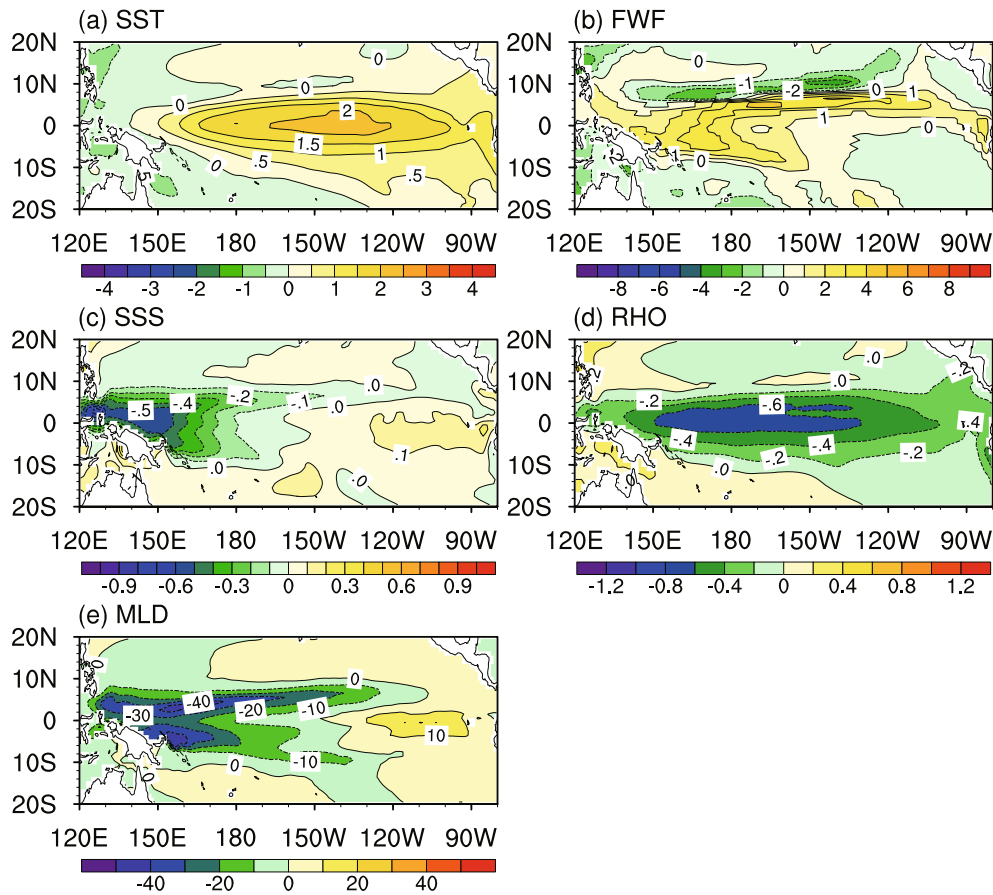 (a) SST
20N
10N
0
10S
20S
0
0
2
1.5
1
.5
0
.5
.5
120E 150E 180 150W 120W 90W
-4 -3 -2 -1 0 1 2 3 4
(b) FWF
20N
10N
0
10S
20S
0
-1
-2
0
1
1
0
1
0
120E 150E 180 150W 120W 90W
-8 -6 -4 -2 0 2 4 6 8
(c) SSS
20N
10N
0
10S
20S
.0
-.5
-.4
-.2
-.1
.0
.1
.0
.0
120E 150E 180 150W 120W 90W
-0.9 -0.6 -0.3 0 0.3 0.6 0.9
(d) RHO
20N
10N
0
10S
20S
.0
.0
-.2
-.2
-.6
-.4
-.4
-.4
-.2
-.2
.0
120E 150E 180 150W 120W 90W
-1.2 -0.8 -0.4 0 0.4 0.8 1.2
(e) MLD
20N
10N
0
10S
20S
0
0
-40
-30
-20
-10
10
0
-10
0
120E 150E 180 150W 120W 90W
-40 -20 0 20 40